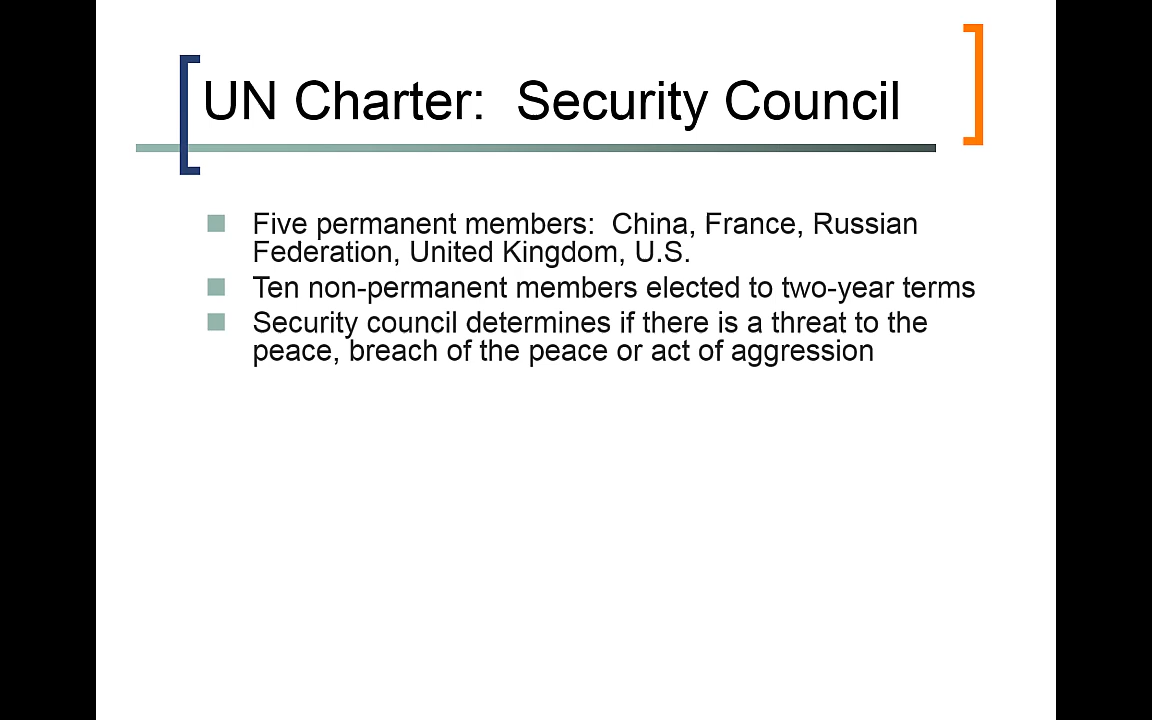 UN Charter:  Security Council
Five permanent members:  China, France, Russian
Federation, United Kingdom, U.S.
Ten non-permanent members elected to two-year terms
Security council determines if there is a threat to the
peace, breach of the peace or act of aggression